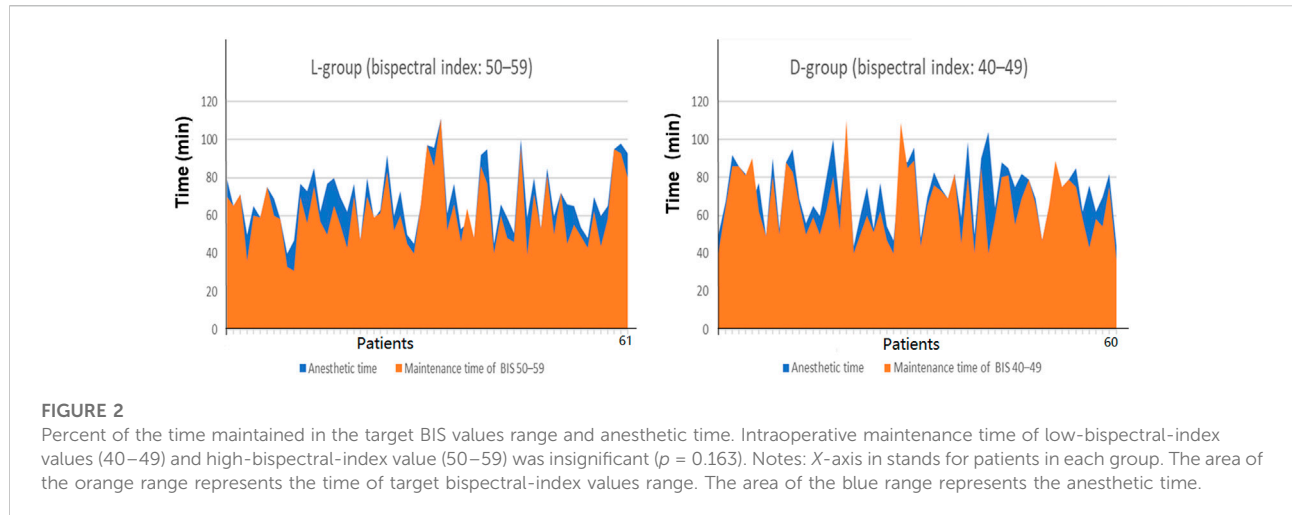 L-group (bispectral index: 50–59)
Time (min)
120
100
80
60
40
20
0
Patients
61
Anesthetic time
Maintenance time of BIS 50–59
D-group (bispectral index: 40–49)
Time (min)
120
100
80
60
40
20
0
Patients
60
Anesthetic time
Maintenance time of BIS 40–49
FIGURE 2
Percent of the time maintained in the target BIS values range and anesthetic time. Intraoperative maintenance time of low-bispectral-index
values (40–49) and high-bispectral-index value (50–59) was insignificant (p = 0.163). Notes: X-axis in stands for patients in each group. The area of
the orange range represents the time of target bispectral-index values range. The area of the blue range represents the anesthetic time.